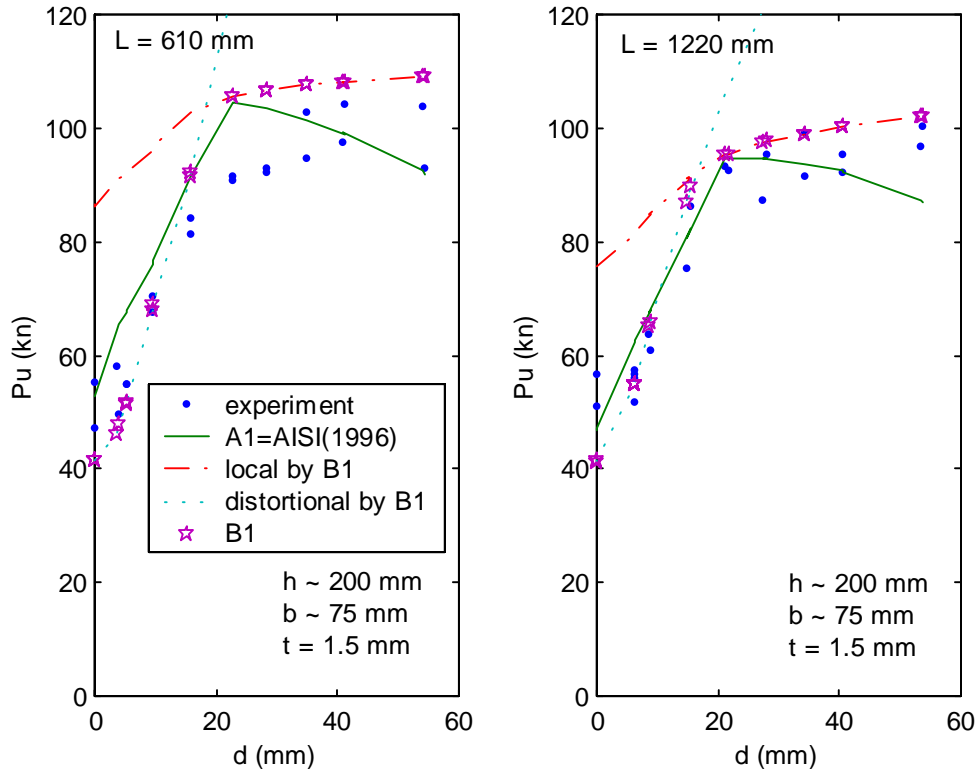 120
L = 610 mm
100
80
60
40
20
0
Pu (kn)
experiment
A1=AISI(1996)
local by B1
distortional by B1
B1
h ~ 200 mm
b ~ 75 mm
t = 1.5 mm
0 20 40 60
d (mm)
120
L = 1220 mm
100
80
60
40
20
0
Pu (kn)
h ~ 200 mm
b ~ 75 mm
t = 1.5 mm
0 20 40 60
d (mm)